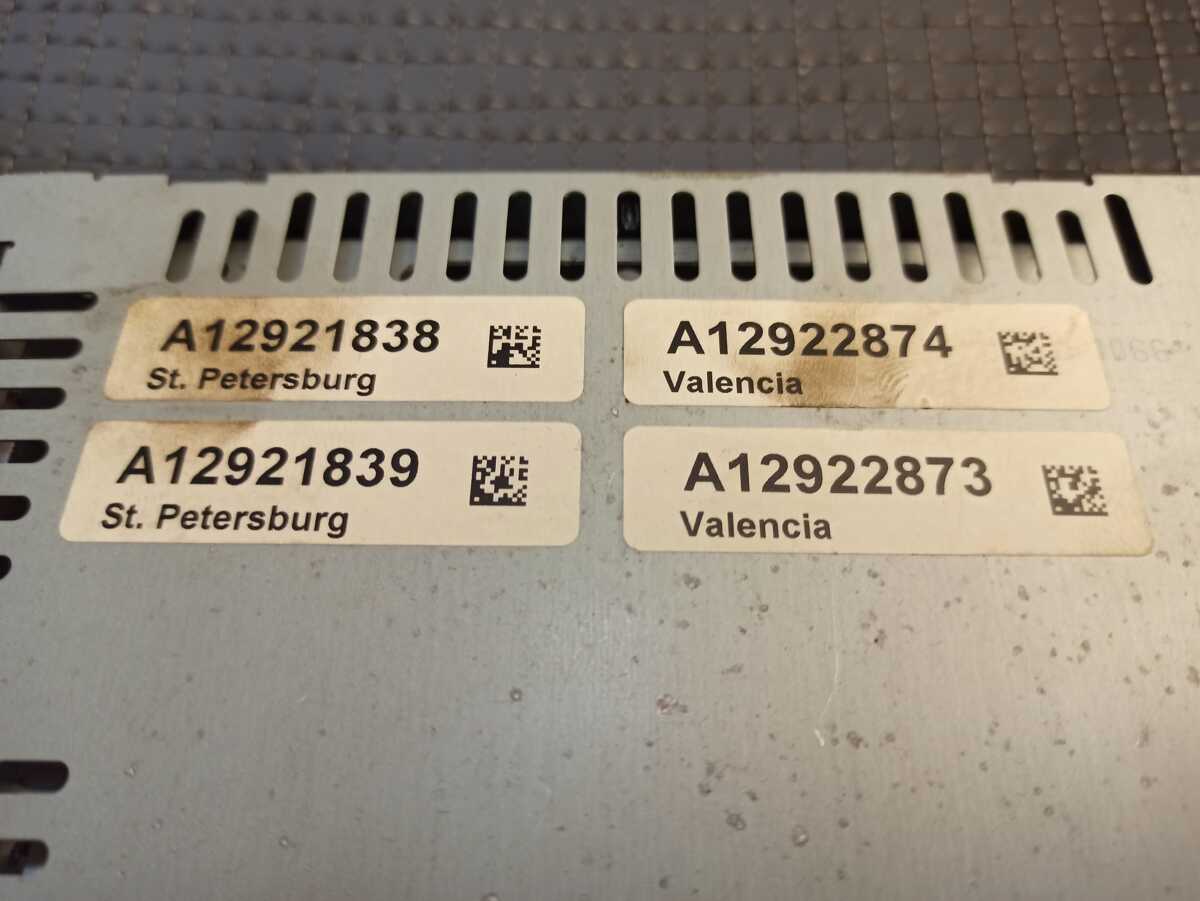 A12921838
St. Petersburg
A12922874
Valencia
A12921839
St. Petersburg
A12922873
Valencia